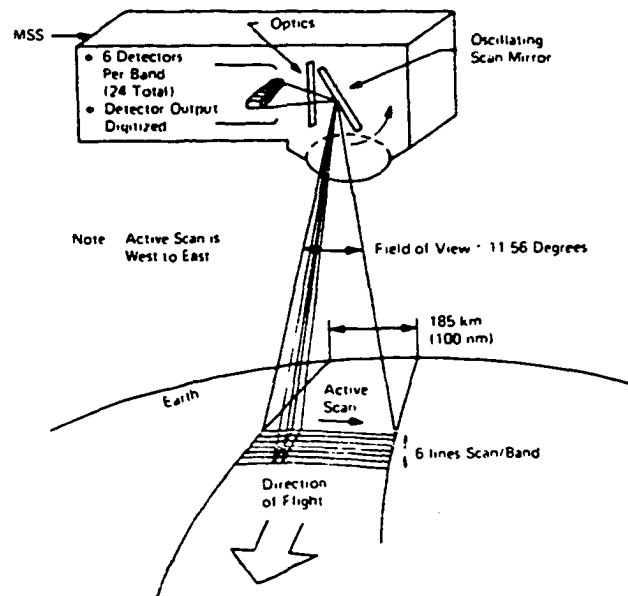 Optics
MSS
Oscillating
Scan Mirror
• 6 Detectors
Per Band
(24 Total)
• Detector Output
Digitized
Note Active Scan is
West to East
Field of View - 11 56 Degrees
185 km
(100 nm)
Earth
Active
Scan
6 lines Scan/Band
Direction
of Flight